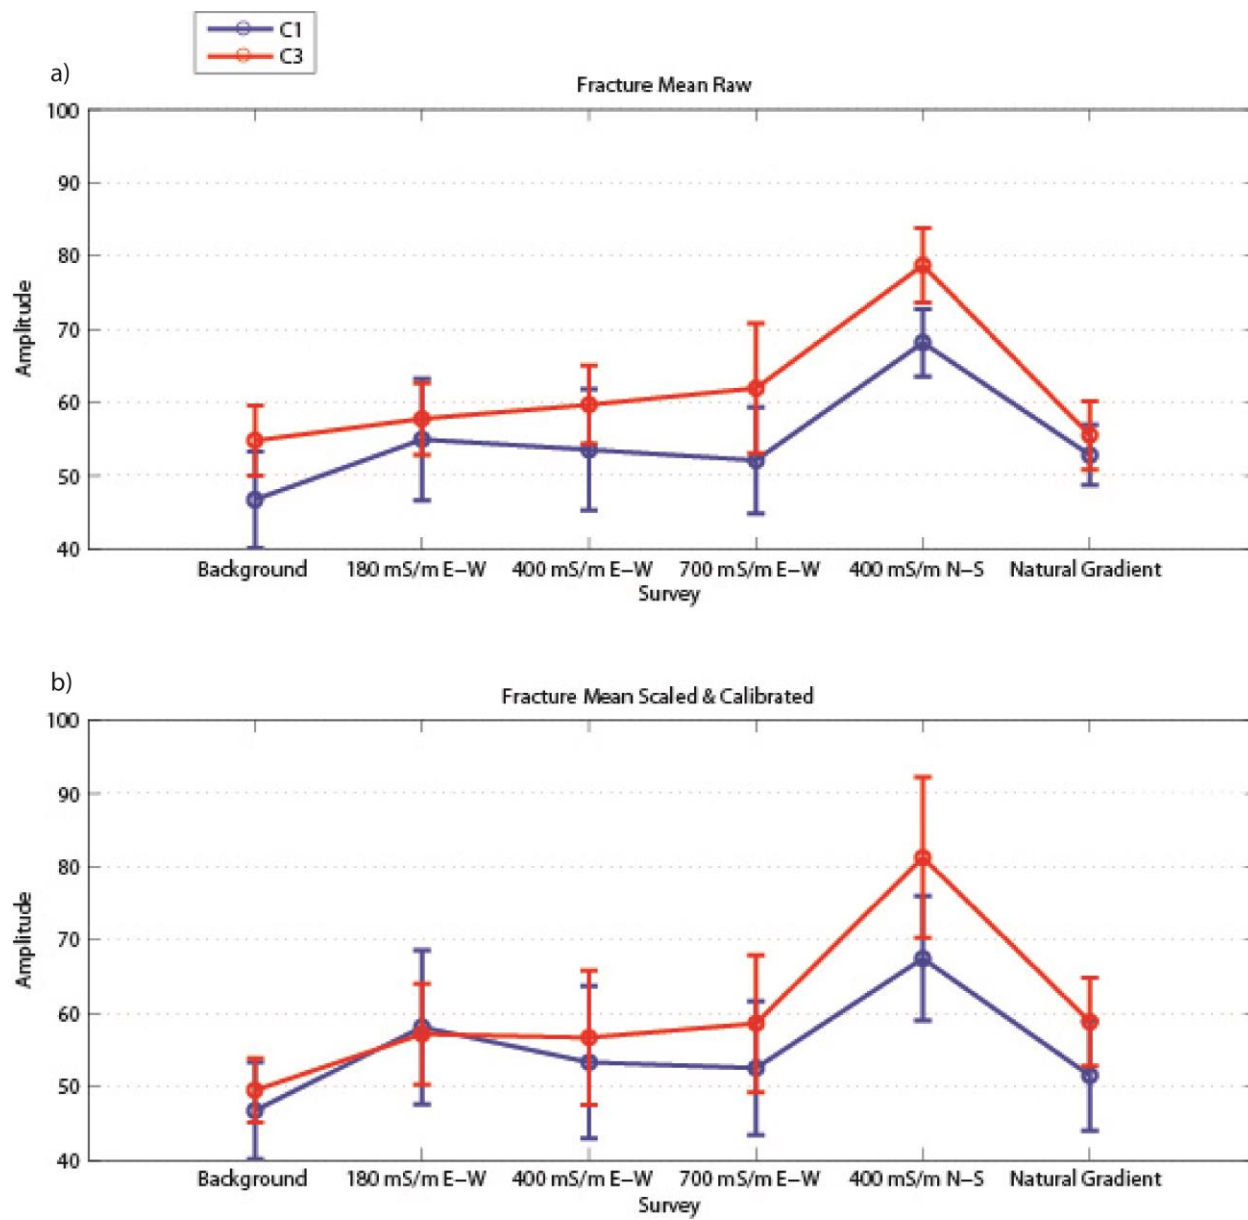 C1
C3
a)
Fracture Mean Raw
100
90
80
70
60
50
40
Amplitude
Background 180 mS/m E−W 400 mS/m E−W 700 mS/m E−W 400 mS/m N−S Natural Gradient
Survey
b)
Fracture Mean Scaled & Calibrated
100
90
80
70
60
50
40
Amplitude
Background 180 mS/m E−W 400 mS/m E−W 700 mS/m E−W 400 mS/m N−S Natural Gradient
Survey